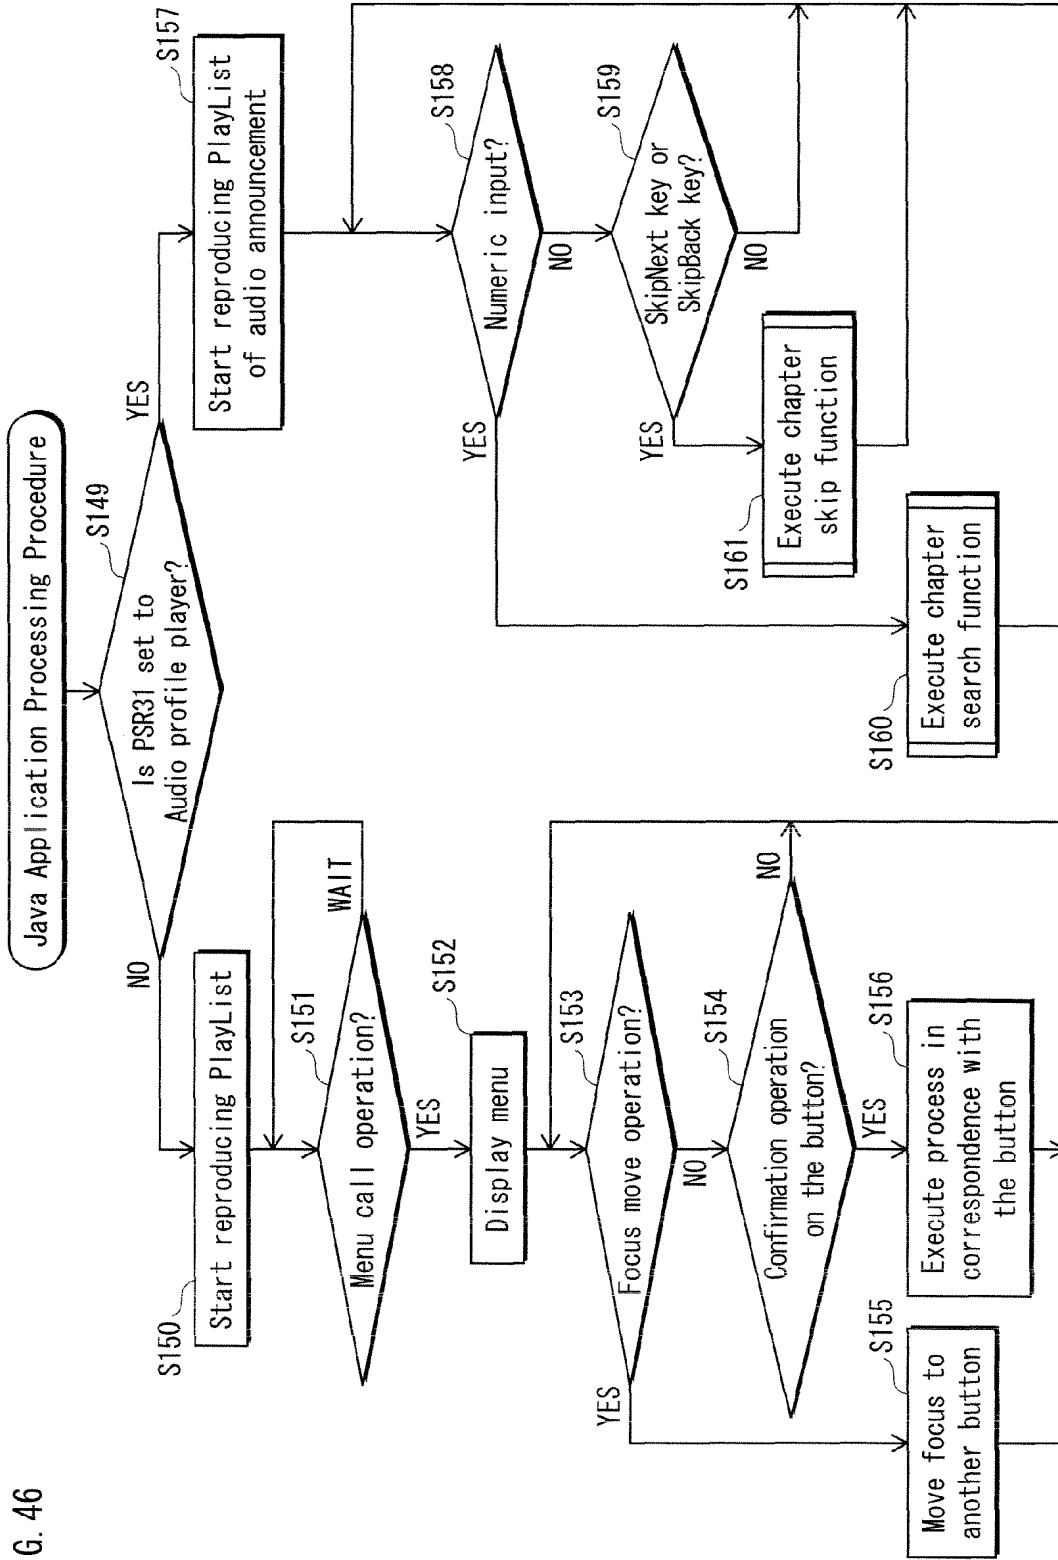 G. 46
Java Application Processing Procedure
S149
Is PSR31 set to
Audio profile player?
NO
YES
S150
Start reproducing PlayList
S151
Menu call operation?
WAIT
YES
S152
Display menu
S153
Focus move operation?
YES
NO
S154
Confirmation operation
on the button?
NO
YES
S155
Move focus to
another button
S156
Execute process in
correspondence with
the button
S157
Start reproducing PlayList
of audio announcement
S158
Numeric input?
YES
NO
S159
SkipNext key or
SkipBack key?
YES
NO
S161
Execute chapter
skip function
S160
Execute chapter
search function